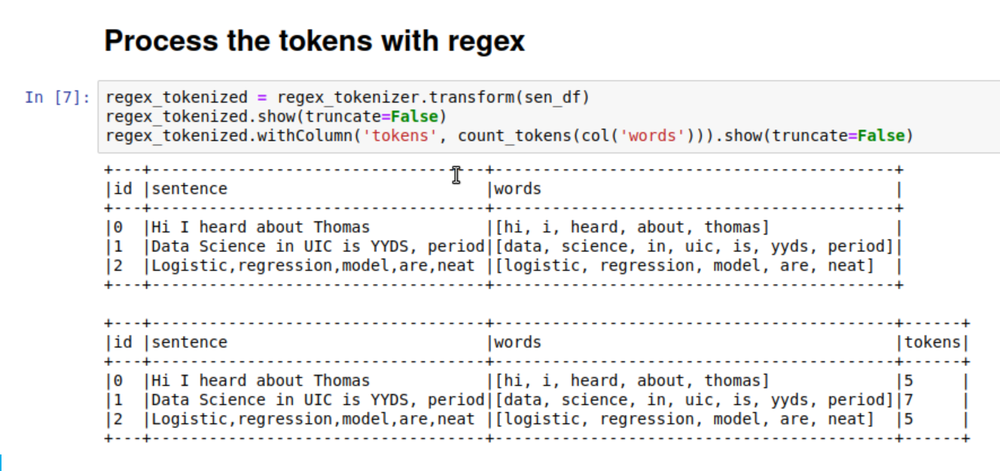 Process the tokens with regex
In [7]: regex_tokenized = regex_tokenizer.transform(sen_df)
regex_tokenized.show(truncate=False)
regex_tokenized.withColumn('tokens', count_tokens(col('words'))).show(truncate=False)
+---+-----------------------------------+------------------------------------------+
|id |sentence                           |words                                     |
+---+-----------------------------------+------------------------------------------+
|0  |Hi I heard about Thomas            |[hi, i, heard, about, thomas]             |
|1  |Data Science in UIC is YYDS, period|[data, science, in, uic, is, yyds, period]|
|2  |Logistic,regression,model,are,neat |[logistic, regression, model, are, neat]  |
+---+-----------------------------------+------------------------------------------+
+---+-----------------------------------+------------------------------------------+------+
|id |sentence                           |words                                     |tokens|
+---+-----------------------------------+------------------------------------------+------+
|0  |Hi I heard about Thomas            |[hi, i, heard, about, thomas]             |5     |
|1  |Data Science in UIC is YYDS, period|[data, science, in, uic, is, yyds, period]|7     |
|2  |Logistic,regression,model,are,neat |[logistic, regression, model, are, neat]  |5     |
+---+-----------------------------------+------------------------------------------+------+